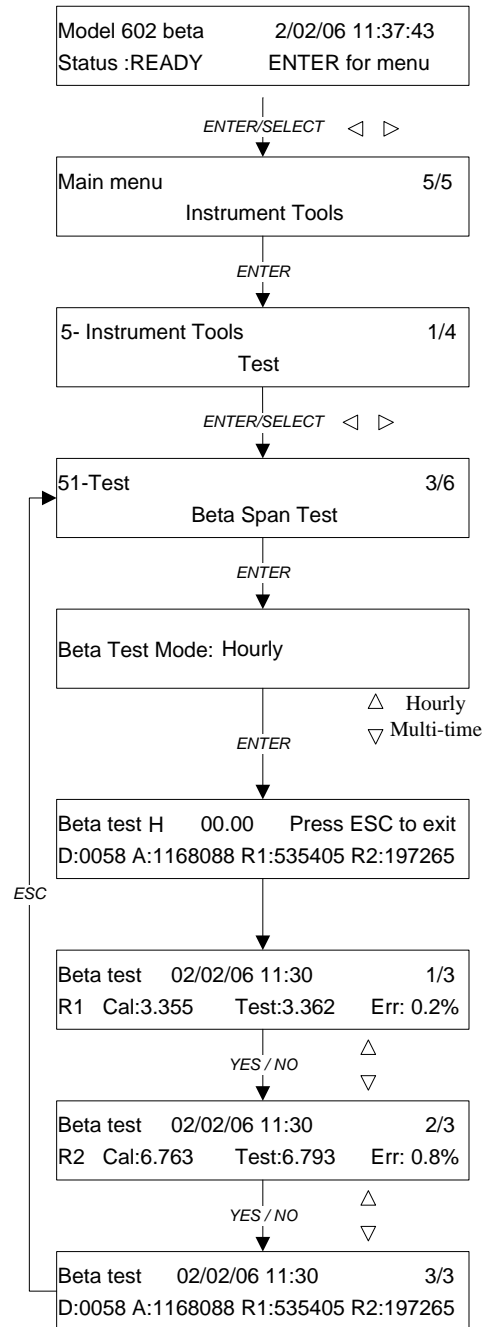 Model 602 beta 2/02/06 11:37:43
Status :READY ENTER for menu
ENTER/SELECT
Main menu 5/5
Instrument Tools
ENTER
5- Instrument Tools 1/4
Test
ENTER/SELECT
51-Test 3/6
Beta Span Test
ENTER
Beta Test Mode: Hourly
Hourly
Multi-time
ENTER
Beta test H 00.00 Press ESC to exit
D:0058 A:1168088 R1:535405 R2:197265
ESC
Beta test 02/02/06 11:30 1/3
R1 Cal:3.355 Test:3.362 Err: 0.2%
YES / NO
Beta test 02/02/06 11:30 2/3
R2 Cal:6.763 Test:6.793 Err: 0.8%
YES / NO
Beta test 02/02/06 11:30 3/3
D:0058 A:1168088 R1:535405 R2:197265